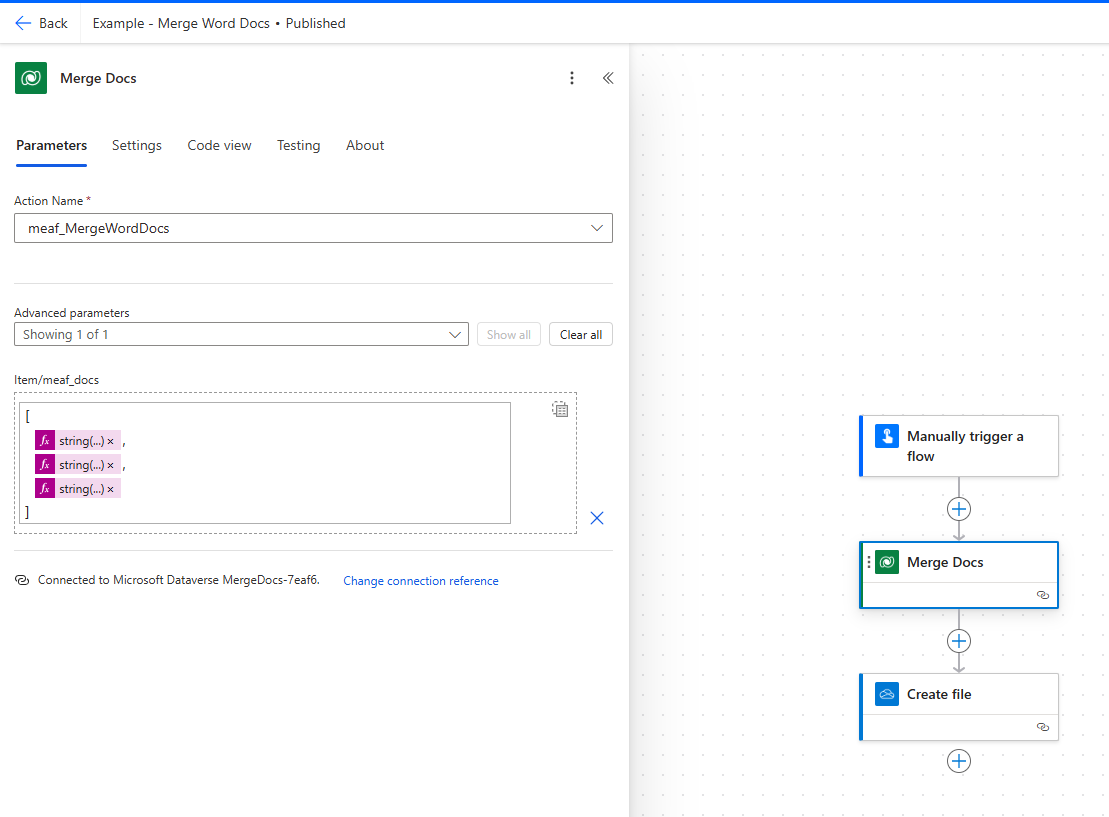 Back
Example - Merge Word Docs • Published
Merge Docs
Parameters Settings Code view Testing About
Action Name *
meaf_MergeWordDocs
Advanced parameters
Showing 1 of 1
Show all
Clear all
Item/meaf_docs
[
fx string(...) × ,
fx string(...) × ,
fx string(...) ×
]
Connected to Microsoft Dataverse MergeDocs-7eaf6. Change connection reference
Manually trigger a
flow
Merge Docs
Create file